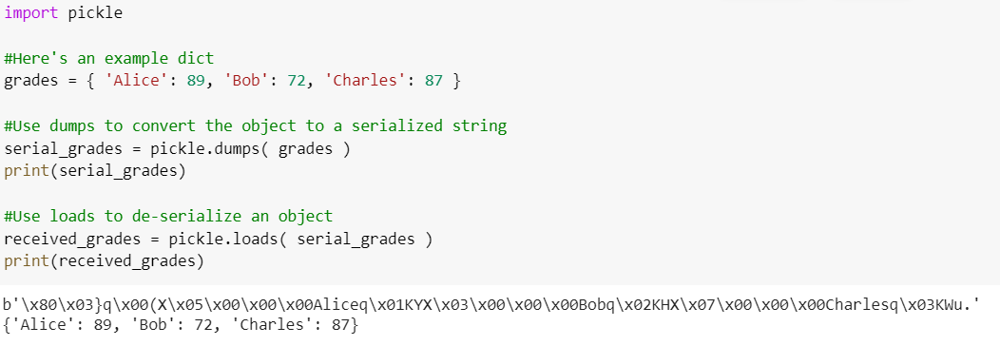 import pickle
#Here's an example dict
grades = { 'Alice': 89, 'Bob': 72, 'Charles': 87 }
#Use dumps to convert the object to a serialized string
serial_grades = pickle.dumps( grades )
print(serial_grades)
#Use loads to de-serialize an object
received_grades = pickle.loads( serial_grades )
print(received_grades)
b'\x80\x03}q\x00(X\x05\x00\x00\x00Aliceq\x01KYX\x03\x00\x00\x00Bobq\x02KHX\x07\x00\x00\x00Charlesq\x03KWu.'
{'Alice': 89, 'Bob': 72, 'Charles': 87}